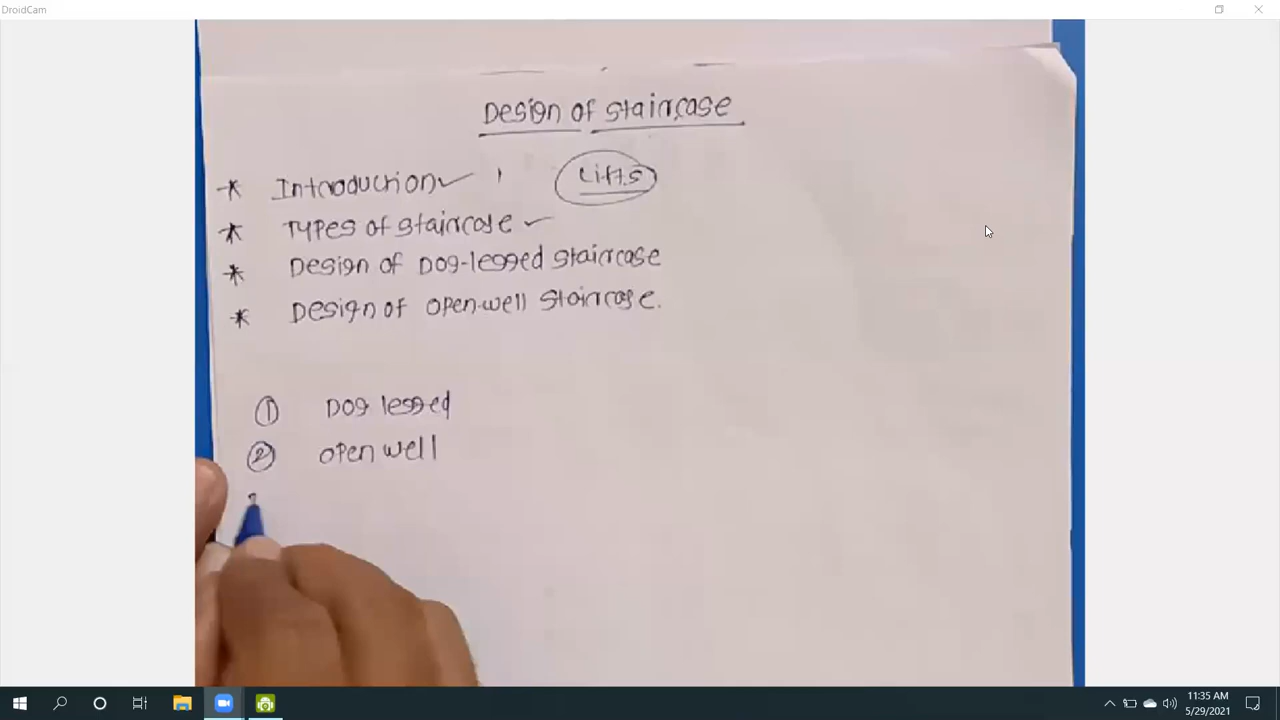 DroidCam
Design of staircase
* Introduction ✓ Lifts
* Types of staircase ✓
* Design of Dog-legged staircase
* Design of open-well staircase.
① Dog legged
② open well
11:35 AM
5/29/2021